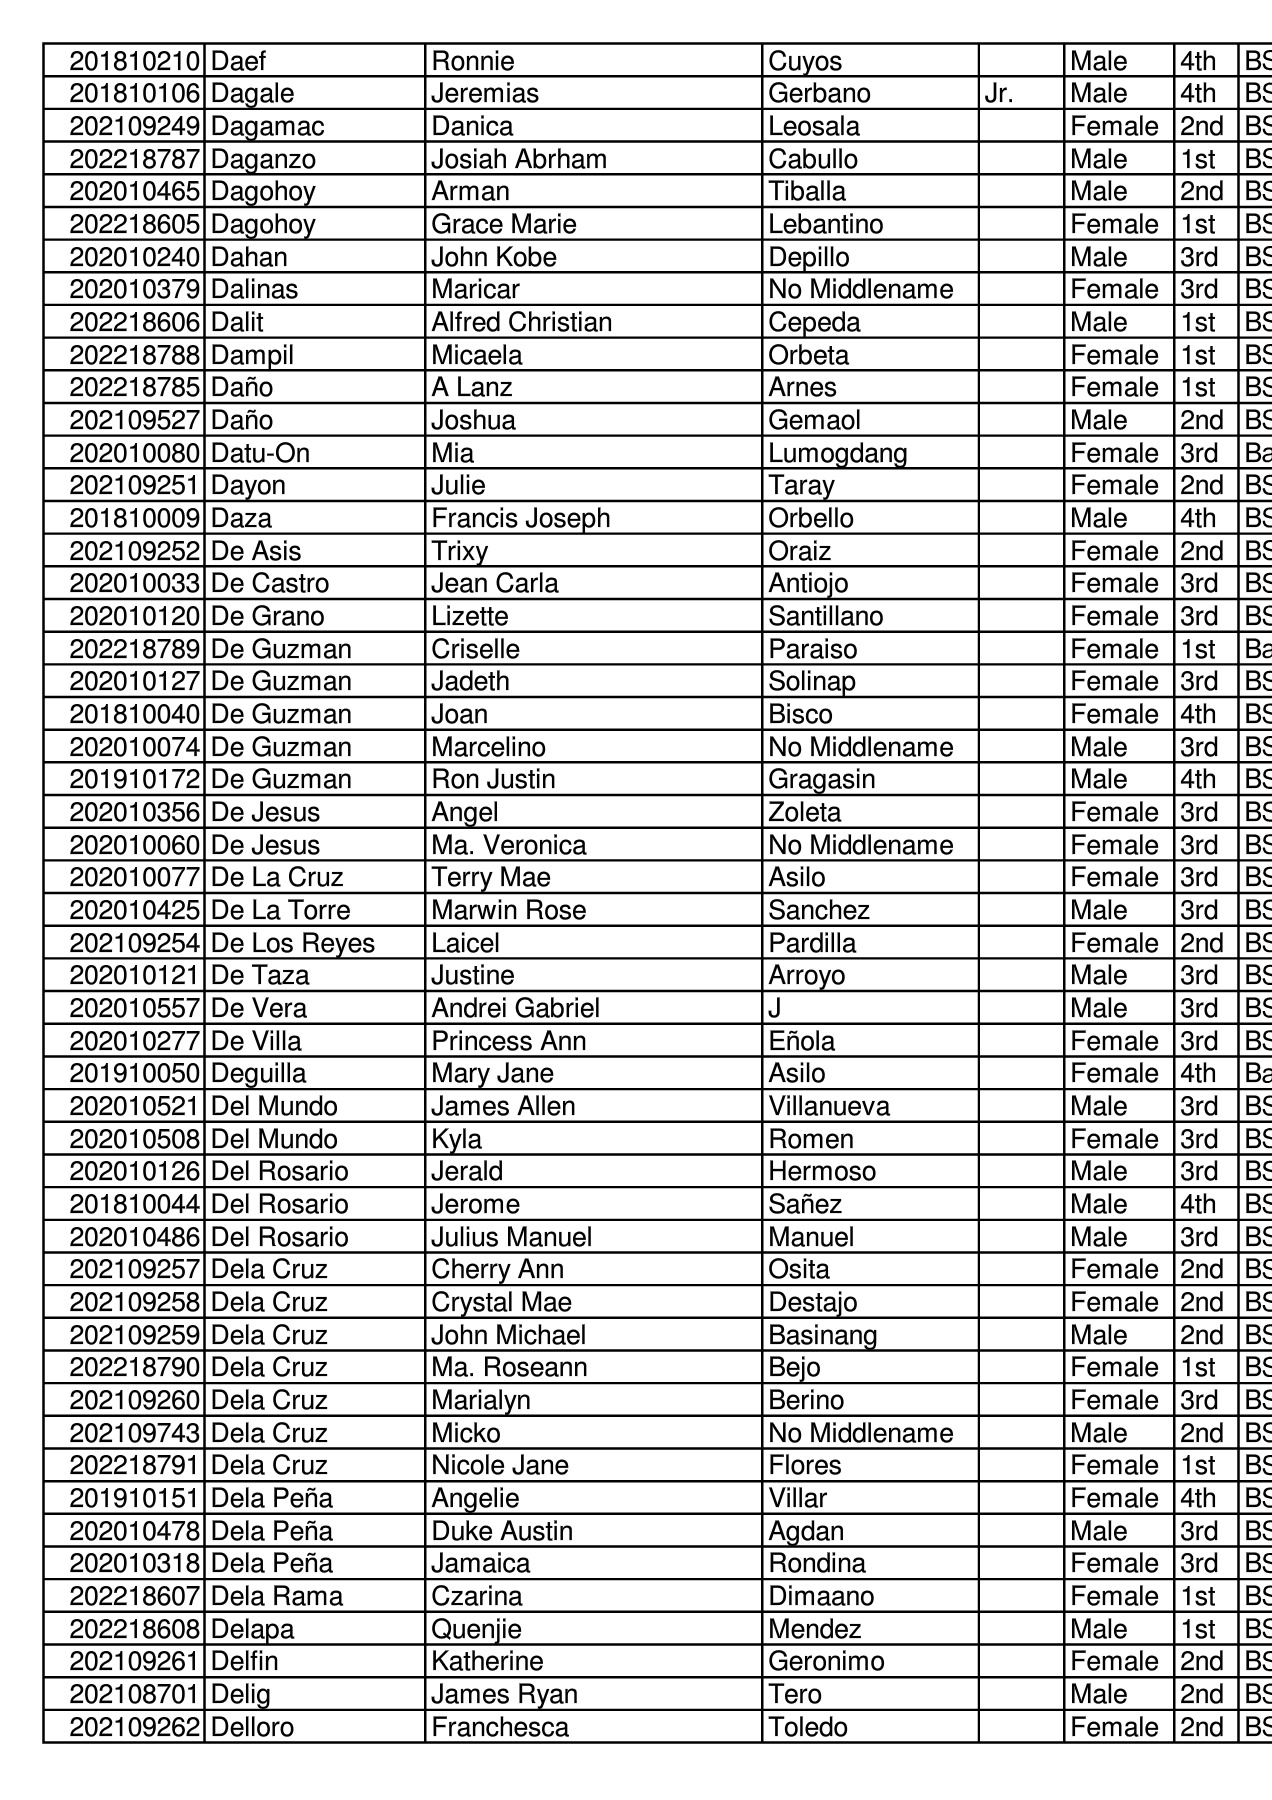 201810210 Daef Ronnie Cuyos Male 4th BS
201810106 Dagale Jeremias Gerbano Jr. Male 4th BS
202109249 Dagamac Danica Leosala Female 2nd BS
202218787 Daganzo Josiah Abrham Cabullo Male 1st BS
202010465 Dagohoy Arman Tiballa Male 2nd BS
202218605 Dagohoy Grace Marie Lebantino Female 1st BS
202010240 Dahan John Kobe Depillo Male 3rd BS
202010379 Dalinas Maricar No Middlename Female 3rd BS
202218606 Dalit Alfred Christian Cepeda Male 1st BS
202218788 Dampil Micaela Orbeta Female 1st BS
202218785 Daño A Lanz Arnes Female 1st BS
202109527 Daño Joshua Gemaol Male 2nd BS
202010080 Datu-On Mia Lumogdang Female 3rd Ba
202109251 Dayon Julie Taray Female 2nd BS
201810009 Daza Francis Joseph Orbello Male 4th BS
202109252 De Asis Trixy Oraiz Female 2nd BS
202010033 De Castro Jean Carla Antiojo Female 3rd BS
202010120 De Grano Lizette Santillano Female 3rd BS
202218789 De Guzman Criselle Paraiso Female 1st Ba
202010127 De Guzman Jadeth Solinap Female 3rd BS
201810040 De Guzman Joan Bisco Female 4th BS
202010074 De Guzman Marcelino No Middlename Male 3rd BS
201910172 De Guzman Ron Justin Gragasin Male 4th BS
202010356 De Jesus Angel Zoleta Female 3rd BS
202010060 De Jesus Ma. Veronica No Middlename Female 3rd BS
202010077 De La Cruz Terry Mae Asilo Female 3rd BS
202010425 De La Torre Marwin Rose Sanchez Male 3rd BS
202109254 De Los Reyes Laicel Pardilla Female 2nd BS
202010121 De Taza Justine Arroyo Male 3rd BS
202010557 De Vera Andrei Gabriel J Male 3rd BS
202010277 De Villa Princess Ann Eñola Female 3rd BS
201910050 Deguilla Mary Jane Asilo Female 4th Ba
202010521 Del Mundo James Allen Villanueva Male 3rd BS
202010508 Del Mundo Kyla Romen Female 3rd BS
202010126 Del Rosario Jerald Hermoso Male 3rd BS
201810044 Del Rosario Jerome Sañez Male 4th BS
202010486 Del Rosario Julius Manuel Manuel Male 3rd BS
202109257 Dela Cruz Cherry Ann Osita Female 2nd BS
202109258 Dela Cruz Crystal Mae Destajo Female 2nd BS
202109259 Dela Cruz John Michael Basinang Male 2nd BS
202218790 Dela Cruz Ma. Roseann Bejo Female 1st BS
202109260 Dela Cruz Marialyn Berino Female 3rd BS
202109743 Dela Cruz Micko No Middlename Male 2nd BS
202218791 Dela Cruz Nicole Jane Flores Female 1st BS
201910151 Dela Peña Angelie Villar Female 4th BS
202010478 Dela Peña Duke Austin Agdan Male 3rd BS
202010318 Dela Peña Jamaica Rondina Female 3rd BS
202218607 Dela Rama Czarina Dimaano Female 1st BS
202218608 Delapa Quenjie Mendez Male 1st BS
202109261 Delfin Katherine Geronimo Female 2nd BS
202108701 Delig James Ryan Tero Male 2nd BS
202109262 Delloro Franchesca Toledo Female 2nd BS